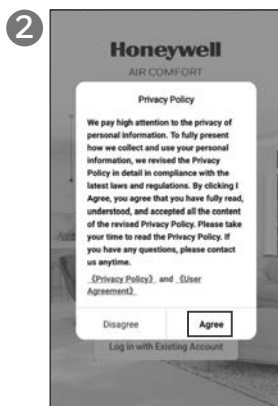 2
Honeywell
AIR COMFORT
Privacy Policy
We pay high attention to the privacy of
personal information. To fully present
how we collect and use your personal
information, we revised the Privacy
Policy in detail in compliance with the
latest laws and regulations. By clicking I
Agree, you agree that you have fully read,
understood, and accepted all the content
of the revised Privacy Policy. Please take
your time to read the Privacy Policy. If
you have any questions, please contact
us anytime.
《Privacy Policy》 and 《User
Agreement》
Disagree
Agree
Log in with Existing Account